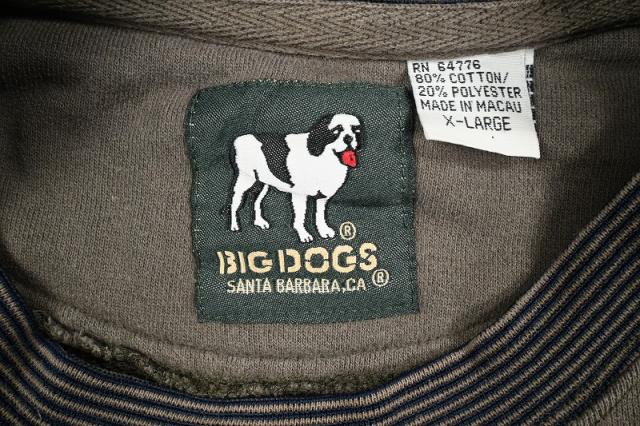 RN 64776
80% COTTON/
20% POLYESTER
MADE IN MACAU
X-LARGE
®
BIG DOGS
SANTA BARBARA, CA ®